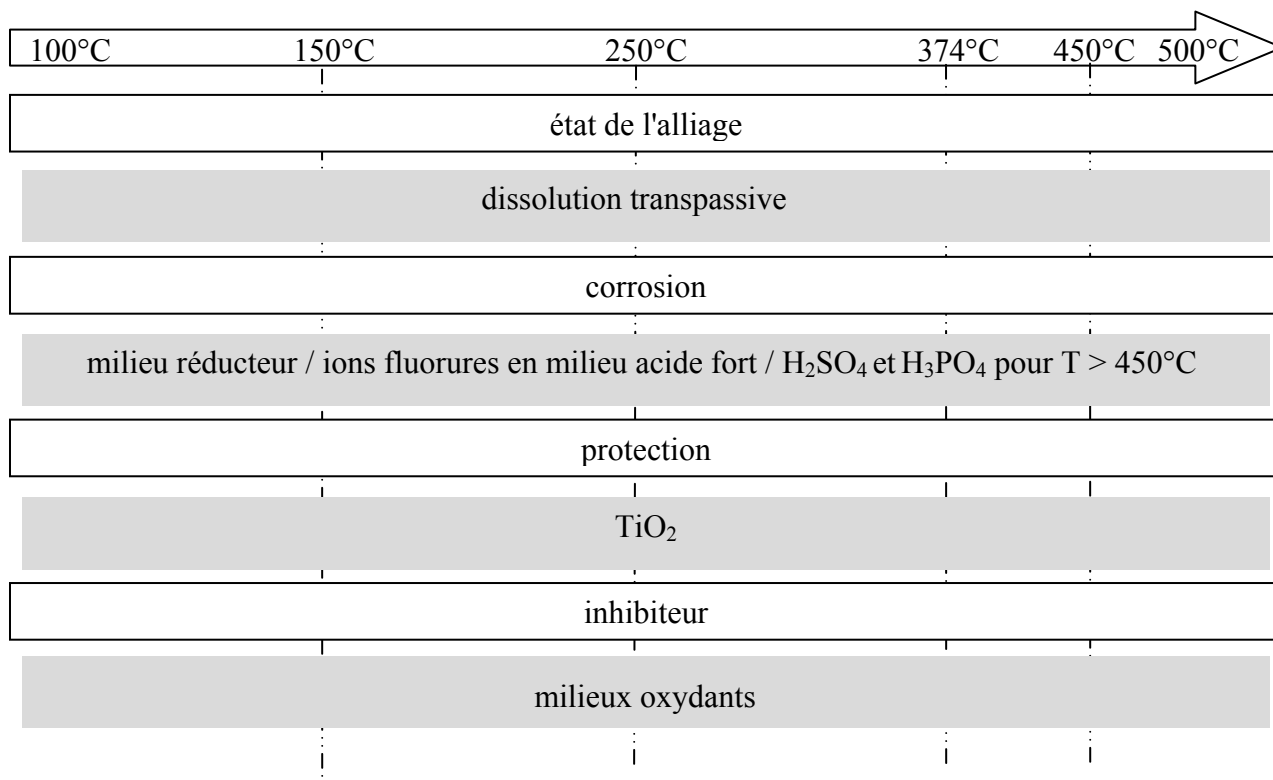 100°C 150°C 250°C 374°C 450°C 500°C
état de l'alliage
dissolution transpassive
corrosion
milieu réducteur / ions fluorures en milieu acide fort / H₂SO₄ et H₃PO₄ pour T > 450°C
protection
TiO₂
inhibiteur
milieux oxydants